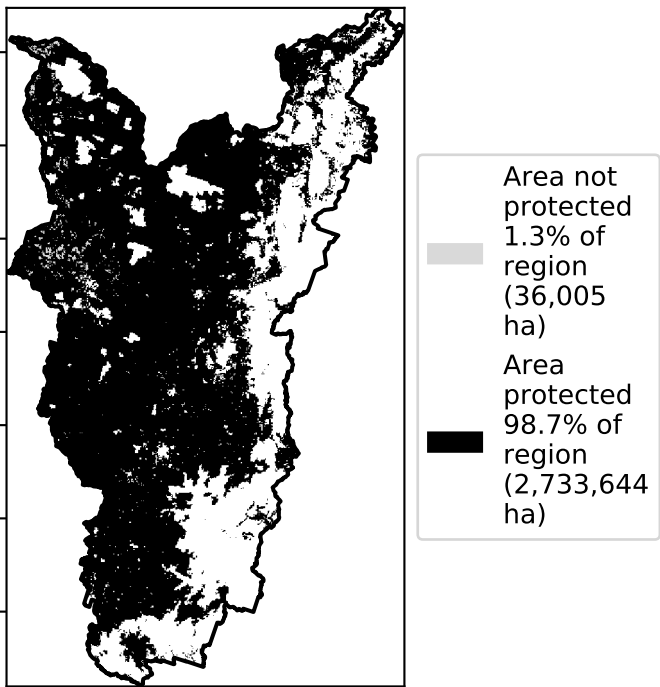 Area not
protected
1.3% of
region
(36,005
ha)
Area
protected
98.7% of
region
(2,733,644
ha)